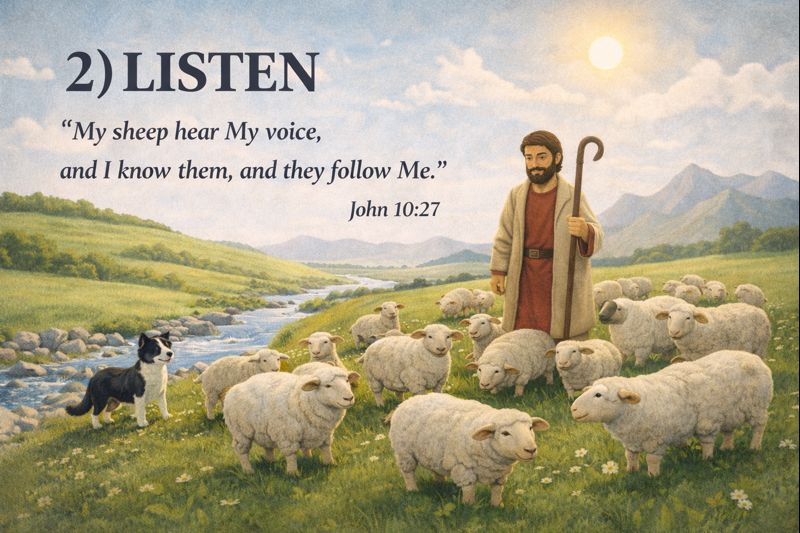 2) LISTEN
“My sheep hear My voice,
and I know them, and they follow Me.”
John 10:27